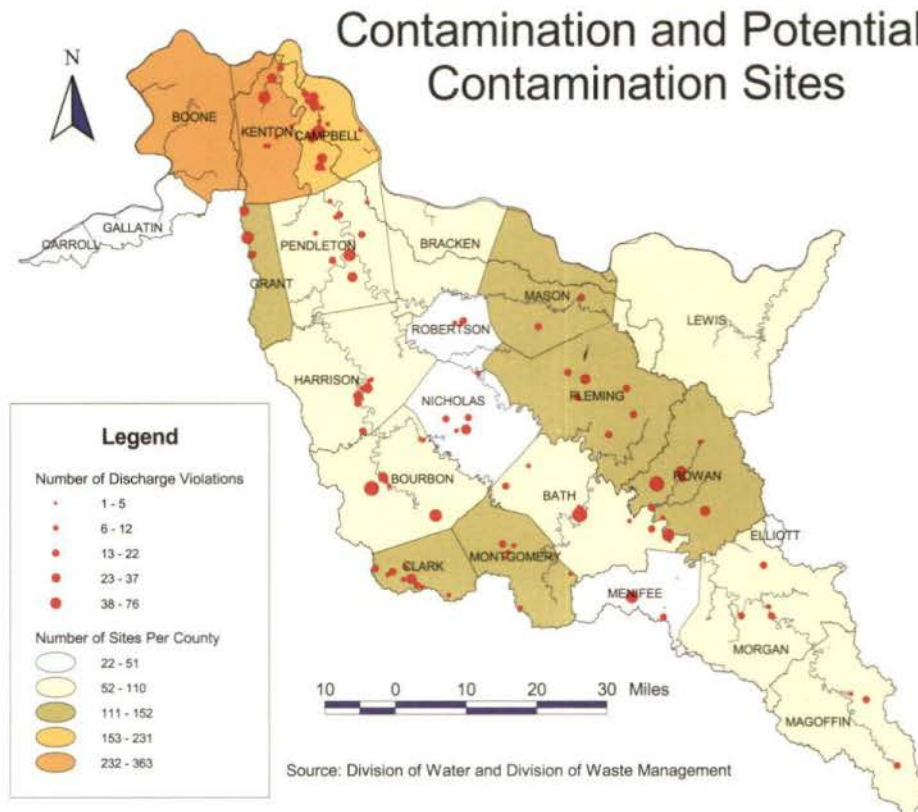 Contamination and Potential
Contamination Sites
N
BOONE
KENTON
CAMPBELL
GALLATIN
CARROLL
PENDLETON
BRACKEN
GRANT
MASON
LEWIS
ROBERTSON
HARRISON
NICHOLAS
FLEMING
BOURBON
BATH
ROWAN
ELLIOTT
CLARK
MONTGOMERY
MENIFEE
MORGAN
MAGOFFIN
Legend
Number of Discharge Violations
1 - 5
6 - 12
13 - 22
23 - 37
38 - 76
Number of Sites Per County
22 - 51
52 - 110
111 - 152
153 - 231
232 - 363
10 0 10 20 30 Miles
Source: Division of Water and Division of Waste Management